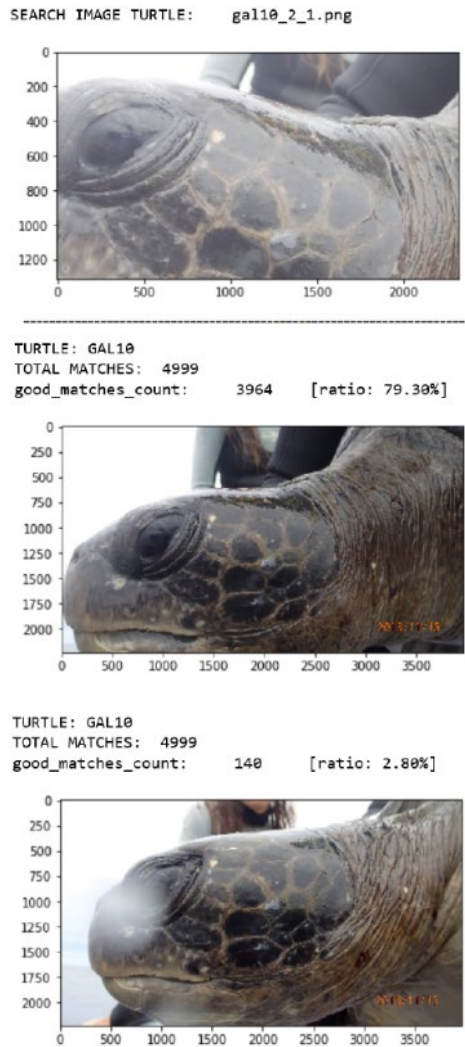 SEARCH IMAGE TURTLE: gal10_2_1.png
0
200
400
600
800
1000
1200
0 500 1000 1500 2000
TURTLE: GAL10
TOTAL MATCHES: 4999
good_matches_count: 3964 [ratio: 79.30%]
0
250
500
750
1000
1250
1500
1750
2000
0 500 1000 1500 2000 2500 3000 3500
TURTLE: GAL10
TOTAL MATCHES: 4999
good_matches_count: 140 [ratio: 2.80%]
0
250
500
750
1000
1250
1500
1750
2000
0 500 1000 1500 2000 2500 3000 3500